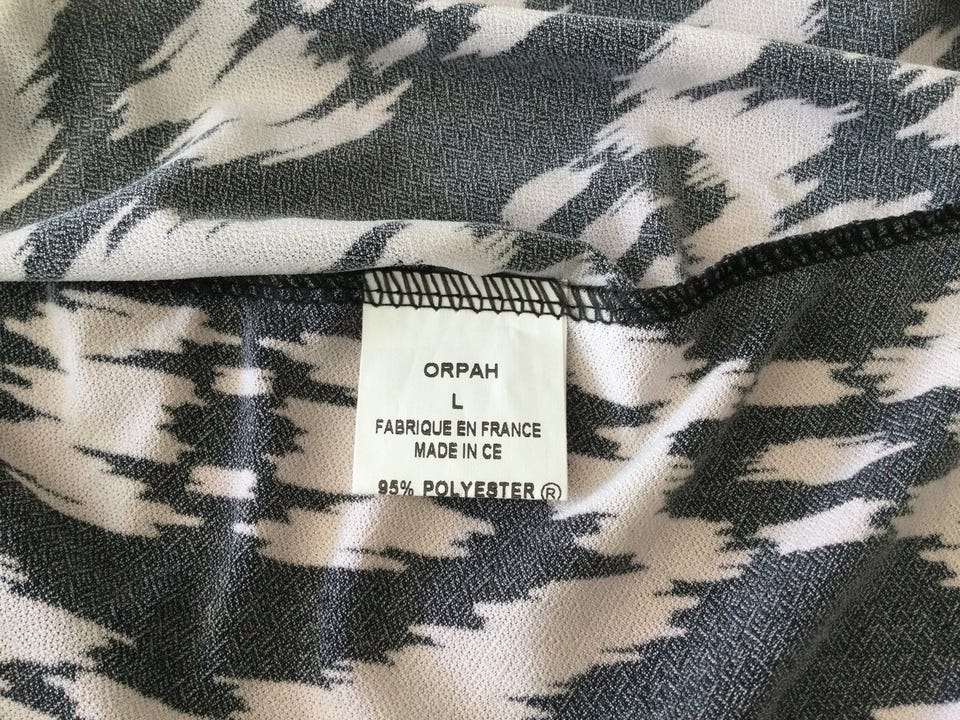 ORPAH
L
FABRIQUE EN FRANCE
MADE IN CE
95% POLYESTER ®